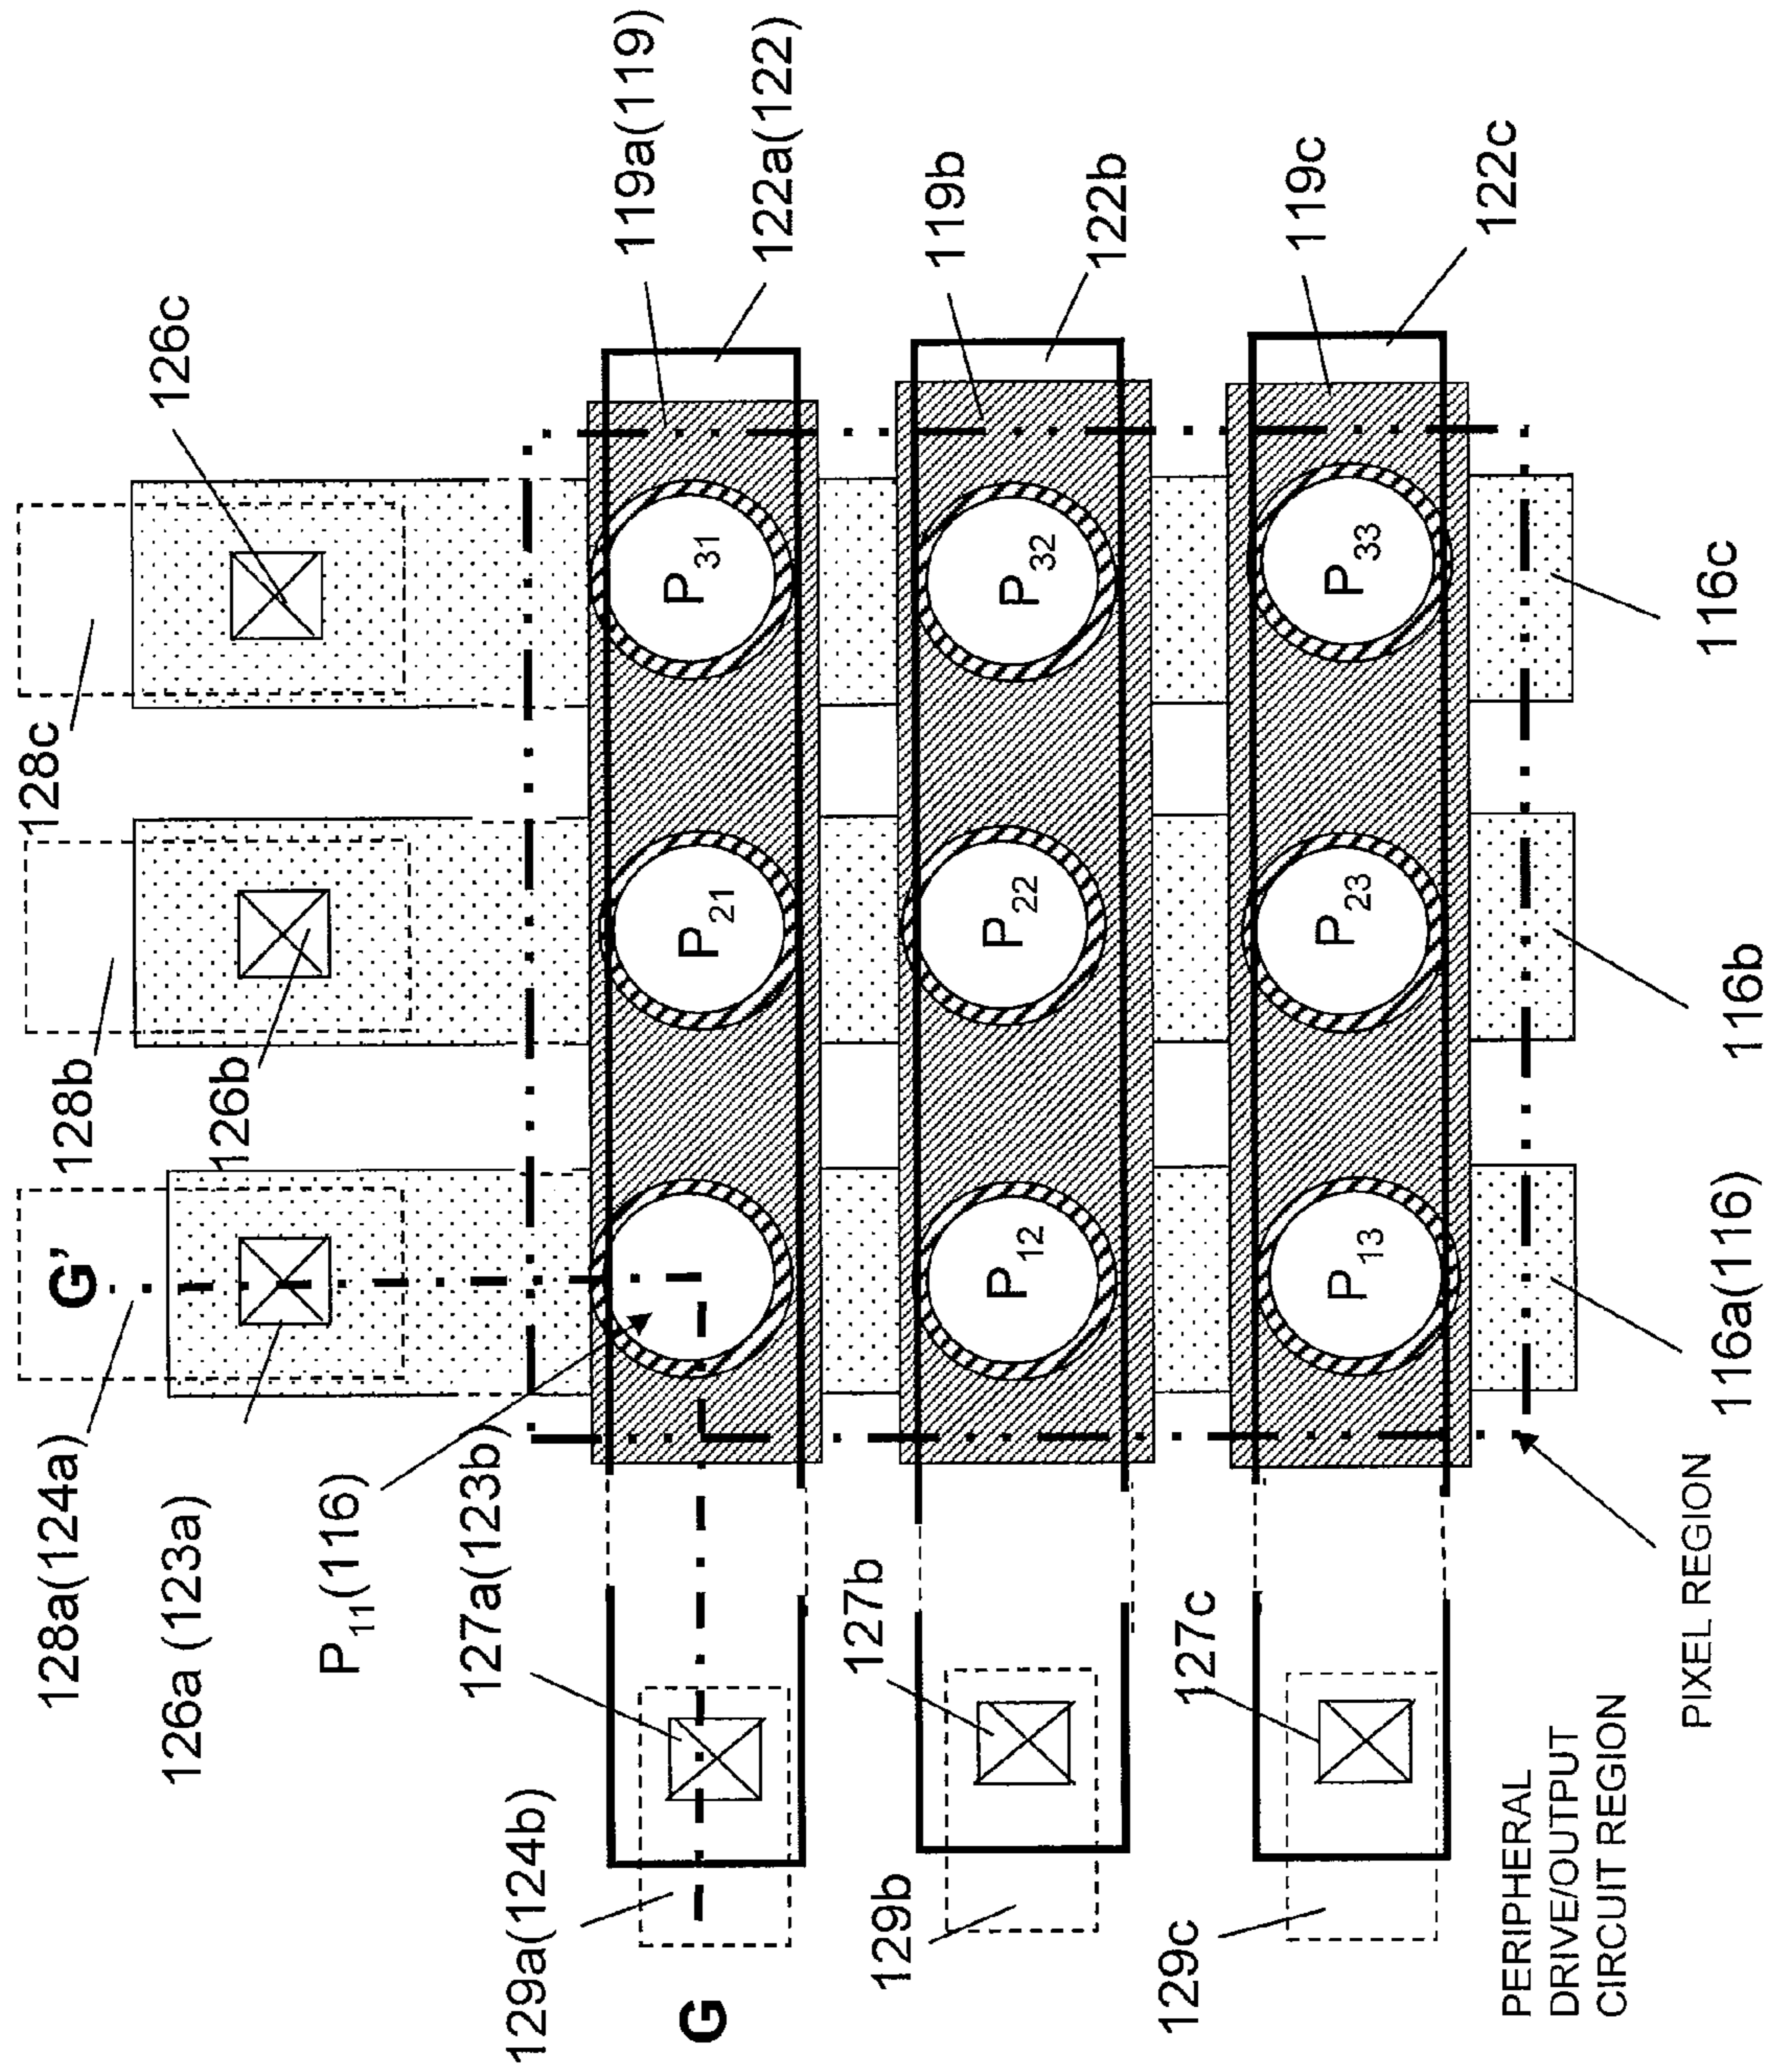 128a(124a)
G'
128b
128c
126a (123a)
126b
126c
P11(116)
127a(123b)
129a(124b)
G
P21
P31
119a(119)
122a(122)
129b
127b
P12
P22
P32
119b
122b
129c
127c
P13
P23
P33
119c
122c
PERIPHERAL
DRIVE/OUTPUT
CIRCUIT REGION
PIXEL REGION
116a(116)
116b
116c